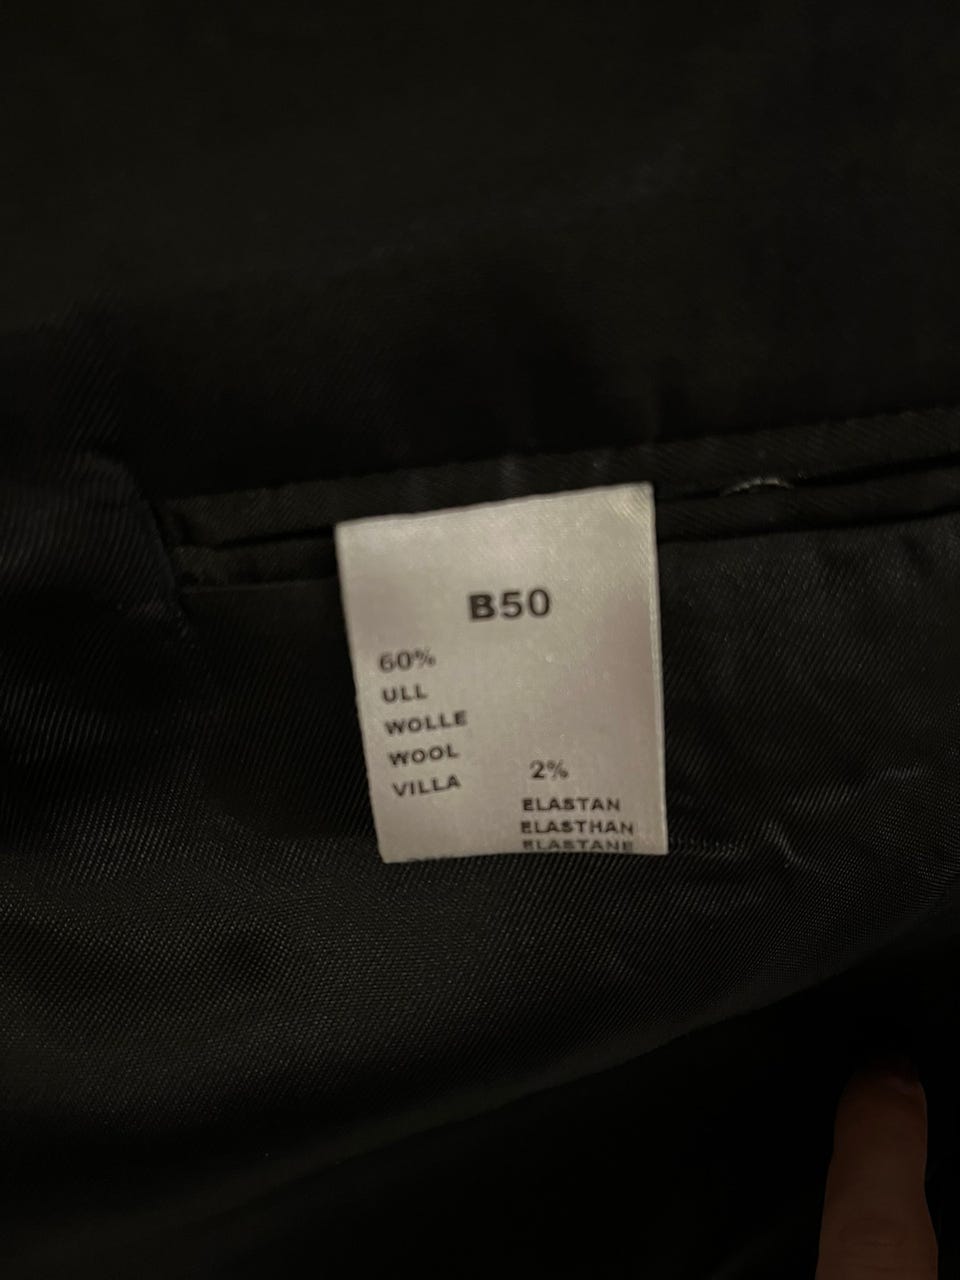 B50
60%
ULL
WOLLE
WOOL
VILLA
2%
ELASTAN
ELASTHAN
ELASTANE